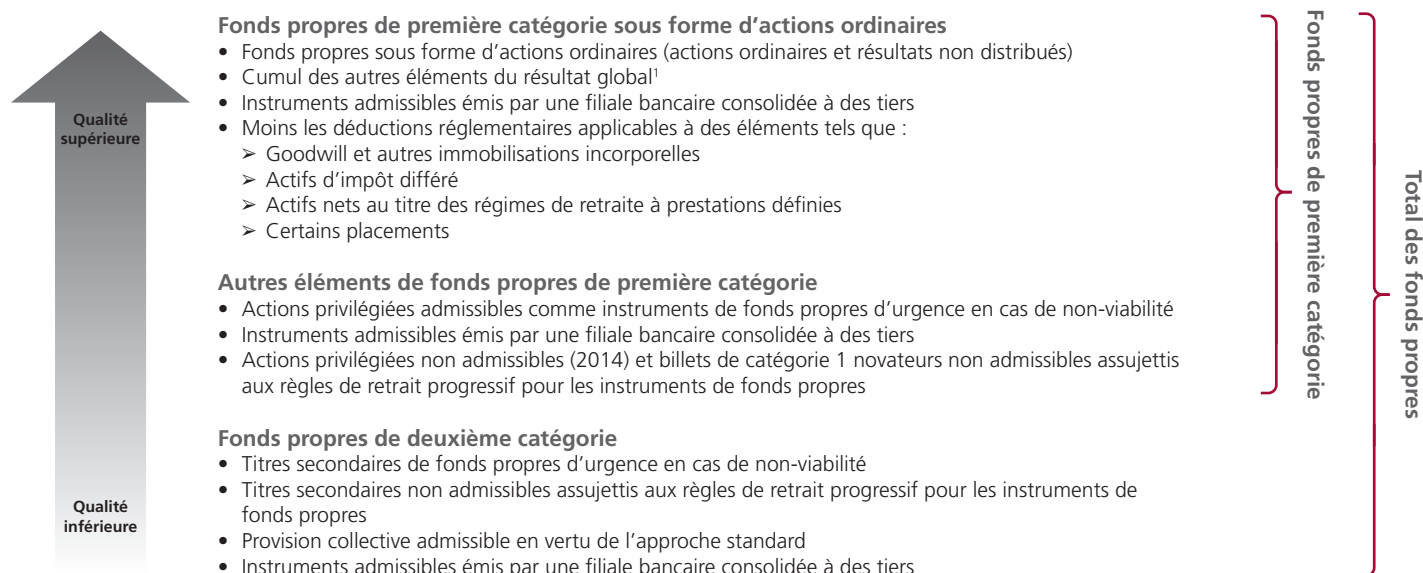 Fonds propres de première catégorie sous forme d’actions ordinaires
• Fonds propres sous forme d’actions ordinaires (actions ordinaires et résultats non distribués)
• Cumul des autres éléments du résultat global¹
• Instruments admissibles émis par une filiale bancaire consolidée à des tiers
• Moins les déductions réglementaires applicables à des éléments tels que :
➢ Goodwill et autres immobilisations incorporelles
➢ Actifs d’impôt différé
➢ Actifs nets au titre des régimes de retraite à prestations définies
➢ Certains placements
Qualité
supérieure
Autres éléments de fonds propres de première catégorie
• Actions privilégiées admissibles comme instruments de fonds propres d’urgence en cas de non-viabilité
• Instruments admissibles émis par une filiale bancaire consolidée à des tiers
• Actions privilégiées non admissibles (2014) et billets de catégorie 1 novateurs non admissibles assujettis
aux règles de retrait progressif pour les instruments de fonds propres
Fonds propres de deuxième catégorie
• Titres secondaires de fonds propres d’urgence en cas de non-viabilité
• Titres secondaires non admissibles assujettis aux règles de retrait progressif pour les instruments de
fonds propres
• Provision collective admissible en vertu de l’approche standard
• Instruments admissibles émis par une filiale bancaire consolidée à des tiers
Qualité
inférieure
Fonds propres de première catégorie
Total des fonds propres